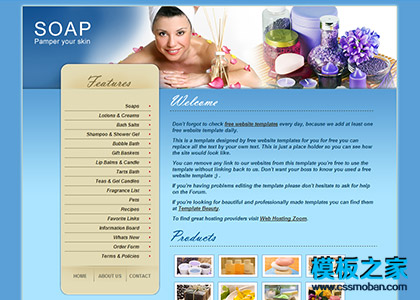 SOAP
Pamper your skin
Features
Soaps
Lotions & Creams
Bath Salts
Shampoo & Shower Gel
Bubble Bath
Gift Baskets
Lip Balms & Candle
Tarts Bath
Teas & Gel Candles
Fragrance List
Pets
Recipes
Favorite Links
Information Board
Whats New
Order Form
Terms & Policies
HOME
ABOUT US
CONTACT
Welcome
Don't forget to check free website templates every day, because we add at least one
free website template daily.
This is a template designed by free website templates for you for free you can
replace all the text by your own text. This is just a place holder so you can see how
the site would look like.
You can remove any link to our websites from this template you're free to use the
template without linking back to us. Don't want your boss to know you used a free
website template ;) .
If you're having problems editing the template please don't hesitate to ask for help
on the Forum.
If you're looking for beautiful and professionally made templates you can find them
at Template Beauty.
To find great hosting providers visit Web Hosting Zoom.
Products
模板之家
www.cssmoban.com